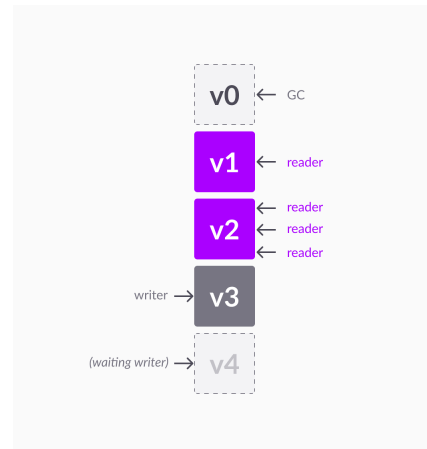 v0 GC
v1 reader
reader
v2 reader
reader
writer v3
(waiting writer) v4